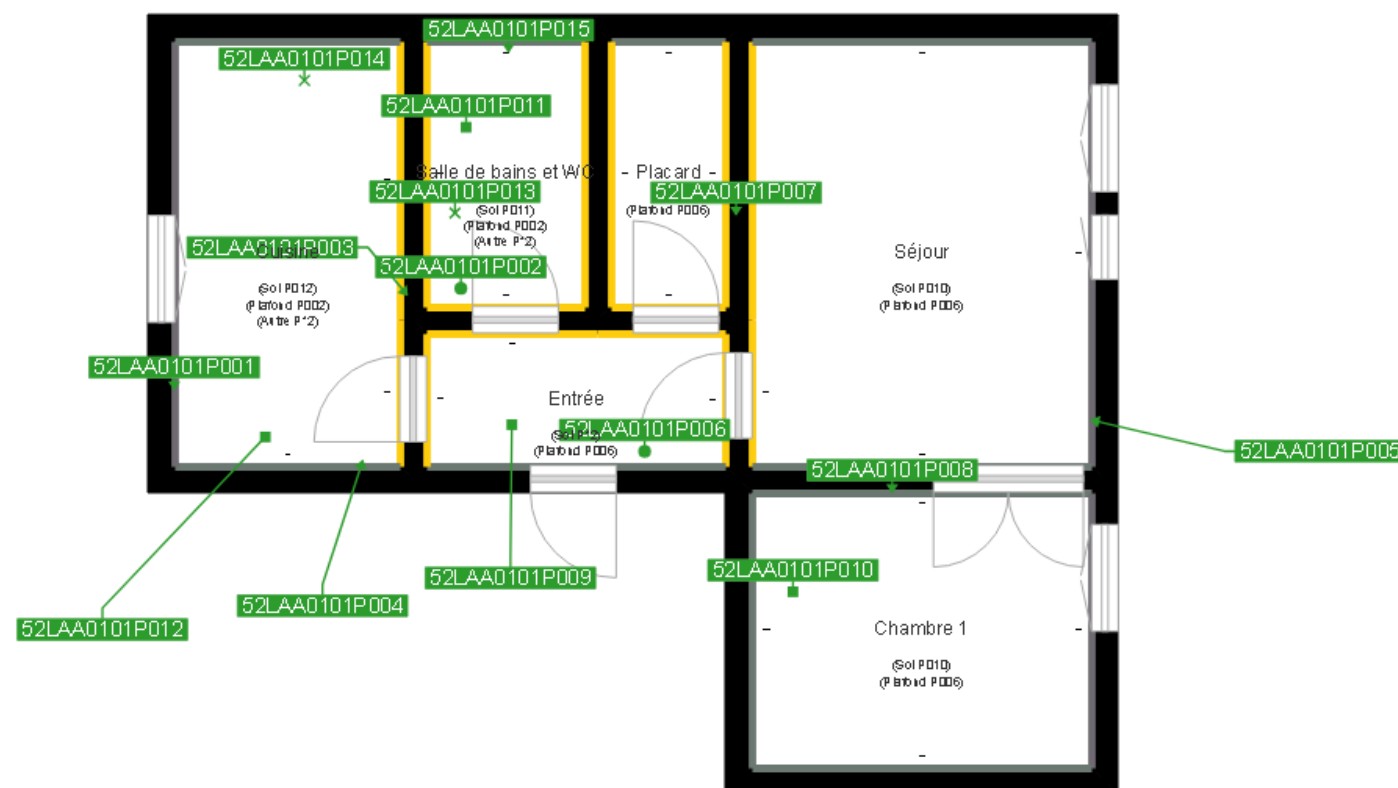 52LAA0101P015
52LAA0101P014
52LAA0101P011
Salle de bains et WC
- Placard -
52LAA0101P013
52LAA0101P007
(Sol P011)
(Plafond P002)
(Autre P*2)
(Plafond P006)
52LAA0101P003
Cuisine
52LAA0101P002
Séjour
(Sol P012)
(Plafond P002)
(Autre P*2)
(Sol P010)
(Plafond P006)
52LAA0101P001
Entrée
52LAA0101P006
(Plafond P006)
52LAA0101P005
52LAA0101P008
52LAA0101P009
52LAA0101P010
52LAA0101P004
52LAA0101P012
Chambre 1
(Sol P010)
(Plafond P006)